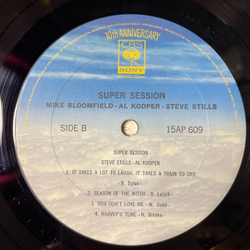 10th ANNIVERSARY
CBS
SONY
SUPER SESSION
MIKE BLOOMFIELD · AL KOOPER · STEVE STILLS
SIDE B
15AP 609
SUPER SESSION
STEVE STILLS · AL KOOPER
1. IT TAKES A LOT TO LAUGH, IT TAKES A TRAIN TO CRY
– B. Dylan –
2. SEASON OF THE WITCH – D. Leitch –
3. YOU DON'T LOVE ME – W. Cobb –
4. HARVEY'S TUNE – H. Brooks –